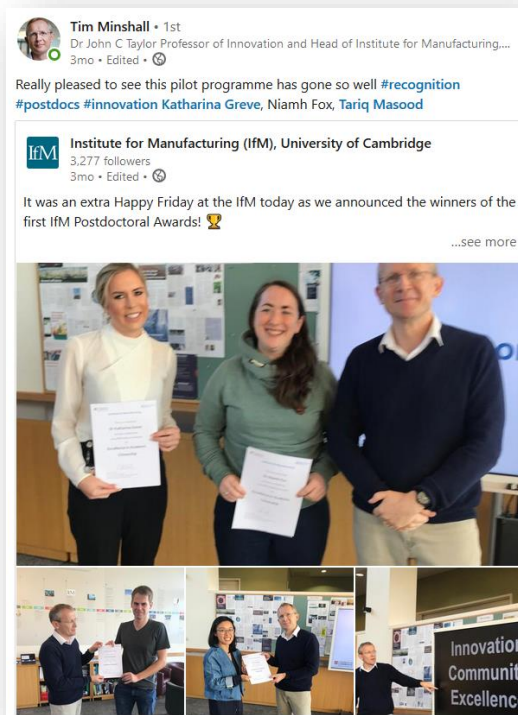 Tim Minshall • 1st
Dr John C Taylor Professor of Innovation and Head of Institute for Manufacturing,...
3mo • Edited •
Really pleased to see this pilot programme has gone so well #recognition
#postdocs #innovation Katharina Greve, Niamh Fox, Tariq Masood
IfM
Institute for Manufacturing (IfM), University of Cambridge
3,277 followers
3mo • Edited •
It was an extra Happy Friday at the IfM today as we announced the winners of the
first IfM Postdoctoral Awards! 🏆
...see more
Innovation
Communit
Excellence